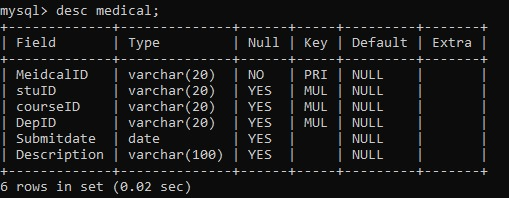 mysql> desc medical;
+-------------+--------------+------+-----+---------+-------+
| Field       | Type         | Null | Key | Default | Extra |
+-------------+--------------+------+-----+---------+-------+
| MeidcalID   | varchar(20)  | NO   | PRI | NULL    |       |
| stuID       | varchar(20)  | YES  | MUL | NULL    |       |
| courseID    | varchar(20)  | YES  | MUL | NULL    |       |
| DepID       | varchar(20)  | YES  | MUL | NULL    |       |
| Submitdate  | date         | YES  |     | NULL    |       |
| Description | varchar(100) | YES  |     | NULL    |       |
+-------------+--------------+------+-----+---------+-------+
6 rows in set (0.02 sec)